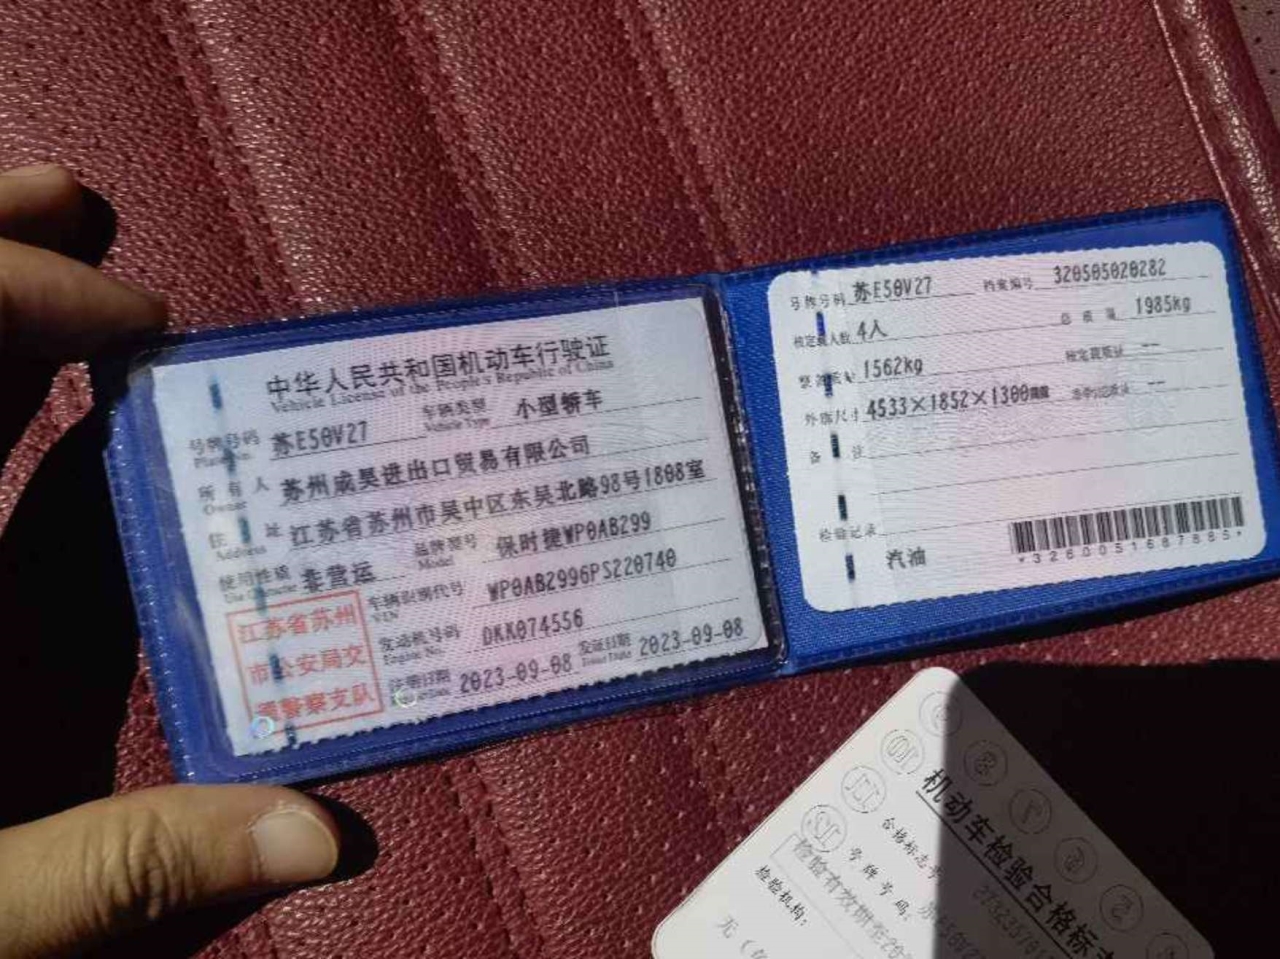 中华人民共和国机动车行驶证
Vehicle License of the People's Republic of China
号牌号码 苏E50V27 车辆类型 小型轿车
Plate No. Vehicle Type
所有人 苏州成昊进出口贸易有限公司
Owner
住址 江苏省苏州市吴中区东吴北路98号1808室
Address
使用性质 非营运 品牌型号 保时捷WP0AB299
Use Character Model
车辆识别代号 WP0AB2996PS220740
VIN
发动机号码 DKK074556
Engine No.
注册日期 2023-09-08 发证日期 2023-09-08
Issue Date
江苏省苏州
市公安局交
通警察支队
号牌号码 苏E50V27 档案编号 320505020282
核定载人数 4人 总质量 1985kg
整备质量 1562kg 核定载质量 --
外廓尺寸 4533×1852×1300mm --
备注
检验记录
汽油
*3260051687885*
机动车检验合格标志
合格标志号
号牌号码:
检验有效期至20
检验机构:
无